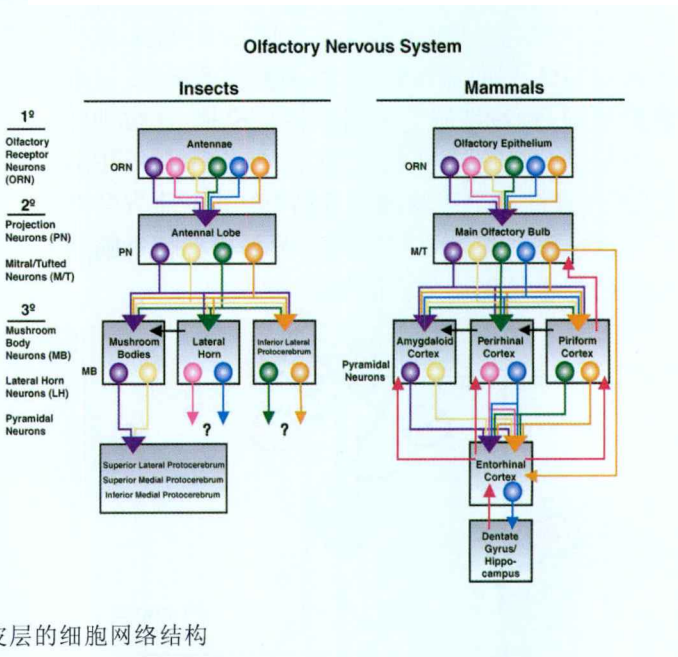 Olfactory Nervous System
Insects
Mammals
1º
Olfactory
Receptor
Neurons
(ORN)
2º
Projection
Neurons (PN)
Mitral/Tufted
Neurons (M/T)
3º
Mushroom
Body
Neurons (MB)
Lateral Horn
Neurons (LH)
Pyramidal
Neurons
Antennae
ORN
Antennal Lobe
PN
Mushroom
Bodies
MB
Lateral
Horn
Inferior Lateral
Protocerebrum
?
?
Superior Lateral Protocerebrum
Superior Medial Protocerebrum
Inferior Medial Protocerebrum
Olfactory Epithelium
ORN
Main Olfactory Bulb
M/T
Amygdaloid
Cortex
Perirhinal
Cortex
Piriform
Cortex
Pyramidal
Neurons
Entorhinal
Cortex
Dentate
Gyrus/
Hippo-
campus
层的细胞网络结构